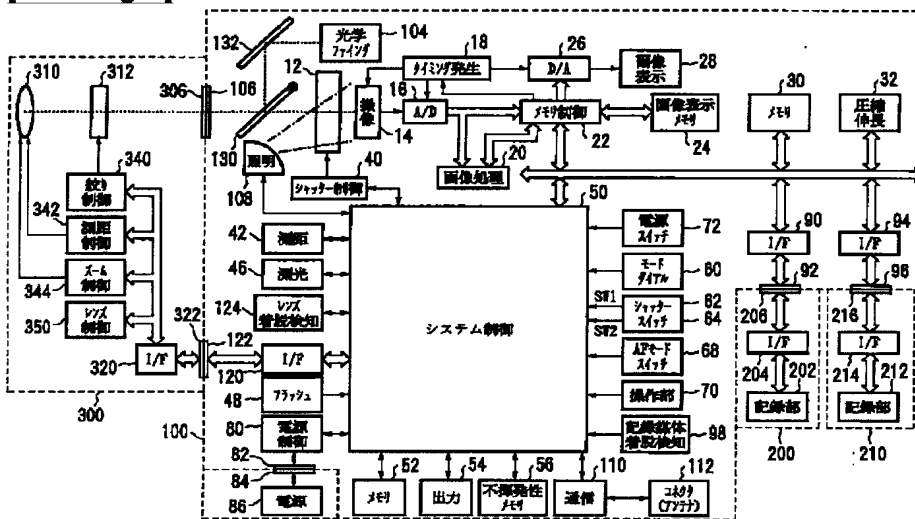 132
光学
ファインダ
104
18
26
310
312
306
106
12
タイミング発生
D/A
画像
表示
28
30
32
16
A/D
撮像
14
メモリ制御
22
画像表示
メモリ
24
メモリ
圧縮
伸長
130
照明
108
40
シャッター制御
20
画像処理
50
340
絞り
制御
342
測距
制御
ズーム
制御
344
350
レンズ
制御
42
測距
46
測光
124
レンズ
着脱検知
システム制御
電源
スイッチ
72
モード
ダイアル
60
SW1
SW2
シャッター
スイッチ
62
64
AFモード
スイッチ
68
操作部
70
記録媒体
着脱検知
98
90
I/F
94
I/F
92
206
96
216
I/F
204
202
記録部
200
I/F
214
212
記録部
210
322
122
320
I/F
300
I/F
120
48
フラッシュ
80
電源
制御
100
82
84
86
電源
52
メモリ
54
出力
56
不揮発性
メモリ
110
通信
112
コネクタ
(アンテナ)